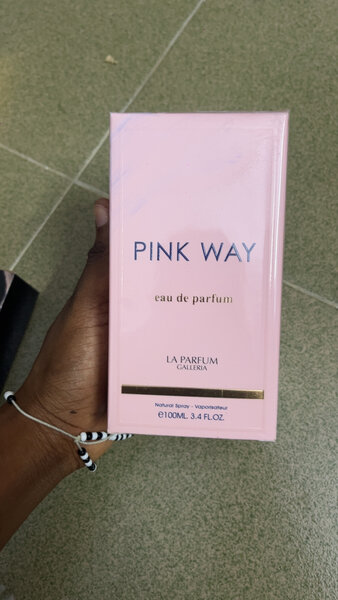 PINK WAY
eau de parfum
LA PARFUM
GALLERIA
Natural Spray - Vaporisateur
℮100ML. 3.4 FL.OZ.